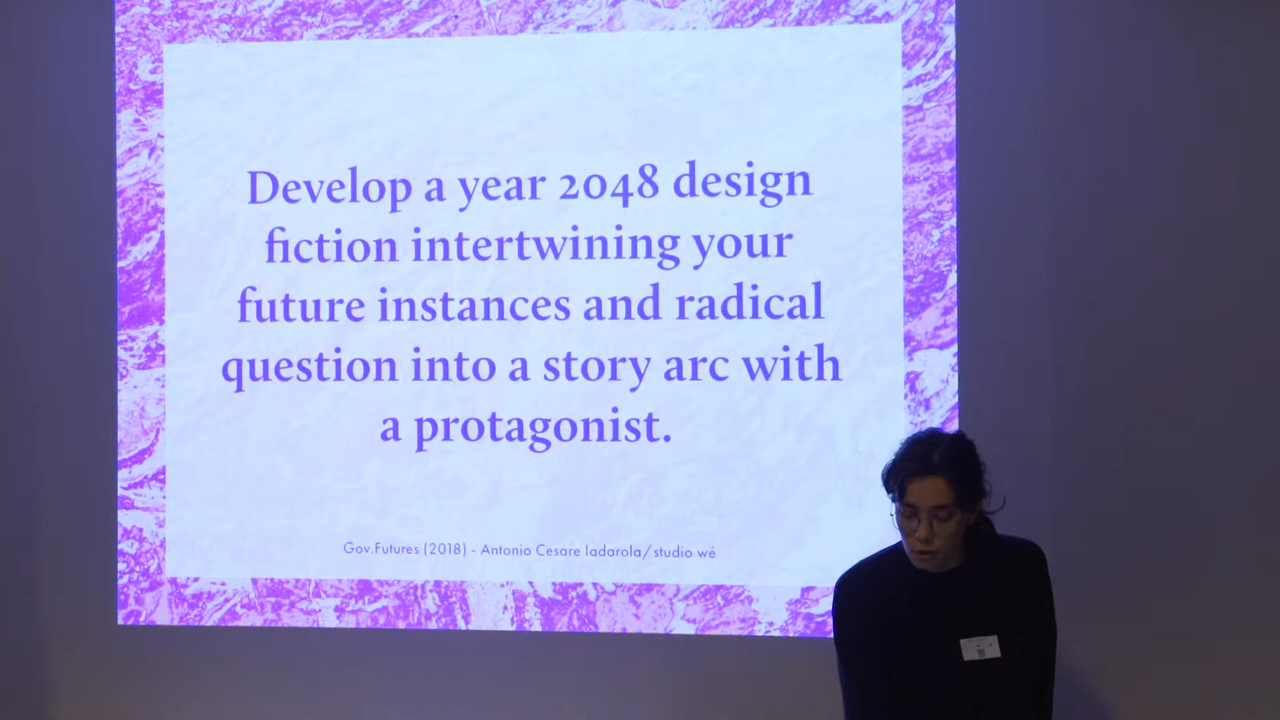 Develop a year 2048 design
fiction intertwining your
future instances and radical
question into a story arc with
a protagonist.
Gov.Futures (2018) - Antonio Cesare Iadarola/studio wé